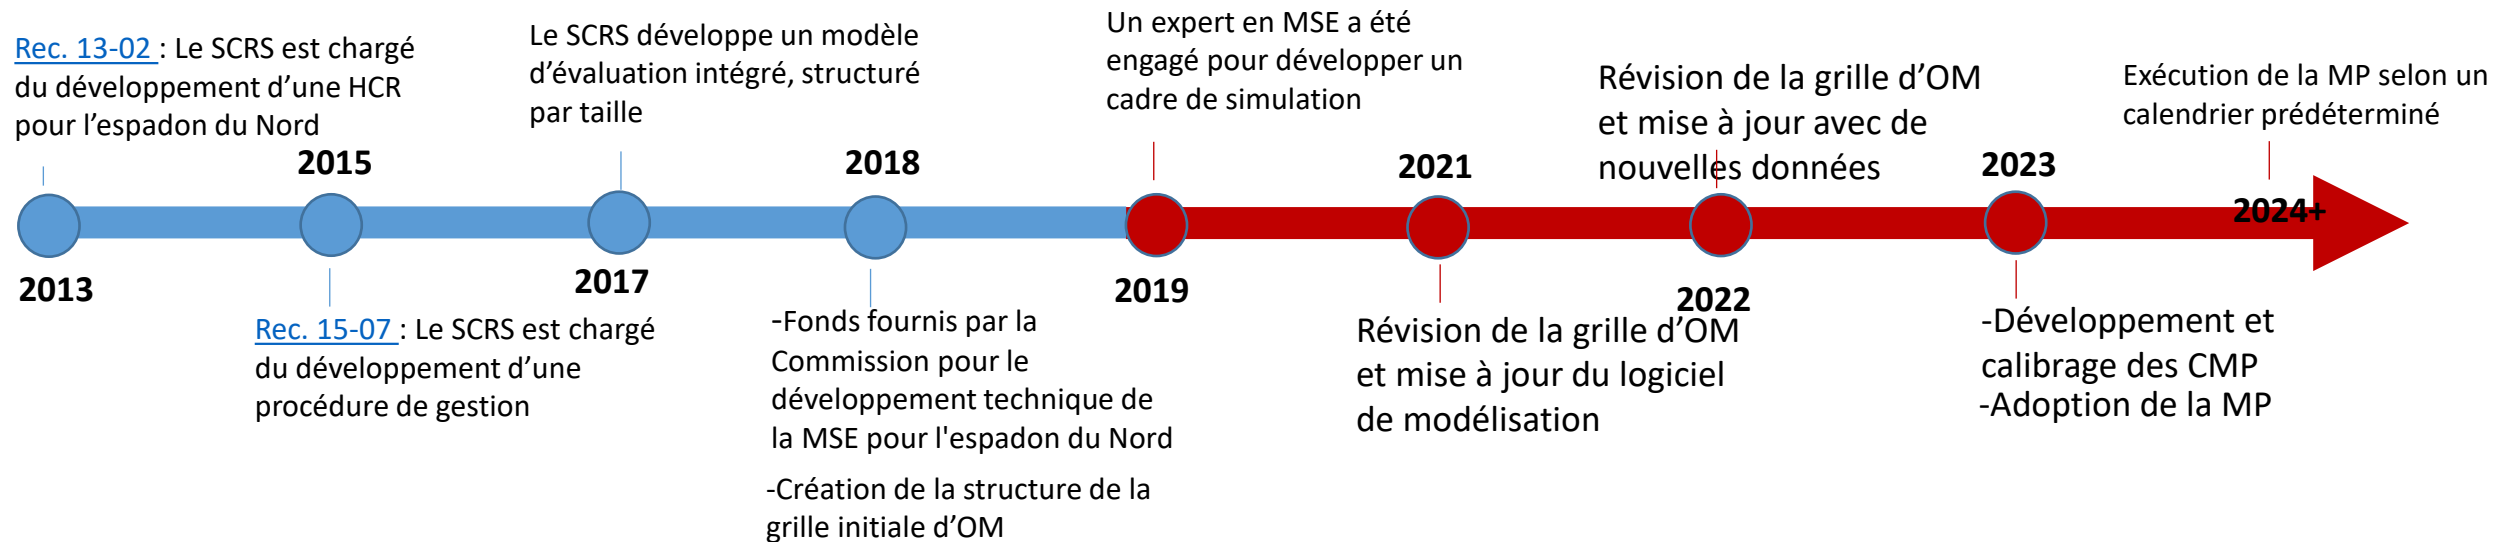 Rec. 13-02 : Le SCRS est chargé
du développement d’une HCR
pour l’espadon du Nord
2013
2015
Rec. 15-07 : Le SCRS est chargé
du développement d’une
procédure de gestion
Le SCRS développe un modèle
d’évaluation intégré, structuré
par taille
2017
2018
-Fonds fournis par la
Commission pour le
développement technique de
la MSE pour l'espadon du Nord
-Création de la structure de la
grille initiale d’OM
Un expert en MSE a été
engagé pour développer un
cadre de simulation
2019
2021
Révision de la grille d’OM
et mise à jour du logiciel
de modélisation
Révision de la grille d’OM
et mise à jour avec de
nouvelles données
2022
2023
-Développement et
calibrage des CMP
-Adoption de la MP
Exécution de la MP selon un
calendrier prédéterminé
2024+